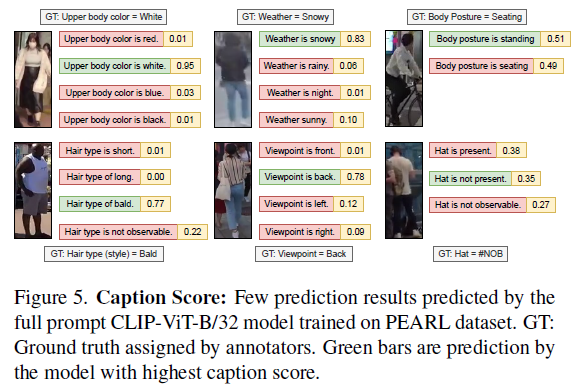 GT: Upper body color = White
Upper body color is red. 0.01
Upper body color is white. 0.95
Upper body color is blue. 0.03
Upper body color is black. 0.01
GT: Weather = Snowy
Weather is snowy 0.83
Weather is rainy. 0.06
Weather is night. 0.01
Weather sunny. 0.10
GT: Body Posture = Seating
Body posture is standing 0.51
Body posture is seating 0.49
Hair type is short. 0.01
Hair type of long. 0.00
Hair type of bald. 0.77
Hair type is not observable. 0.22
GT: Hair type (style) = Bald
Viewpoint is front. 0.01
Viewpoint is back. 0.78
Viewpoint is left. 0.12
Viewpoint is right. 0.09
GT: Viewpoint = Back
Hat is present. 0.38
Hat is not present. 0.35
Hat is not observable. 0.27
GT: Hat = #NOB
Figure 5. Caption Score: Few prediction results predicted by the
full prompt CLIP-ViT-B/32 model trained on PEARL dataset. GT:
Ground truth assigned by annotators. Green bars are prediction by
the model with highest caption score.